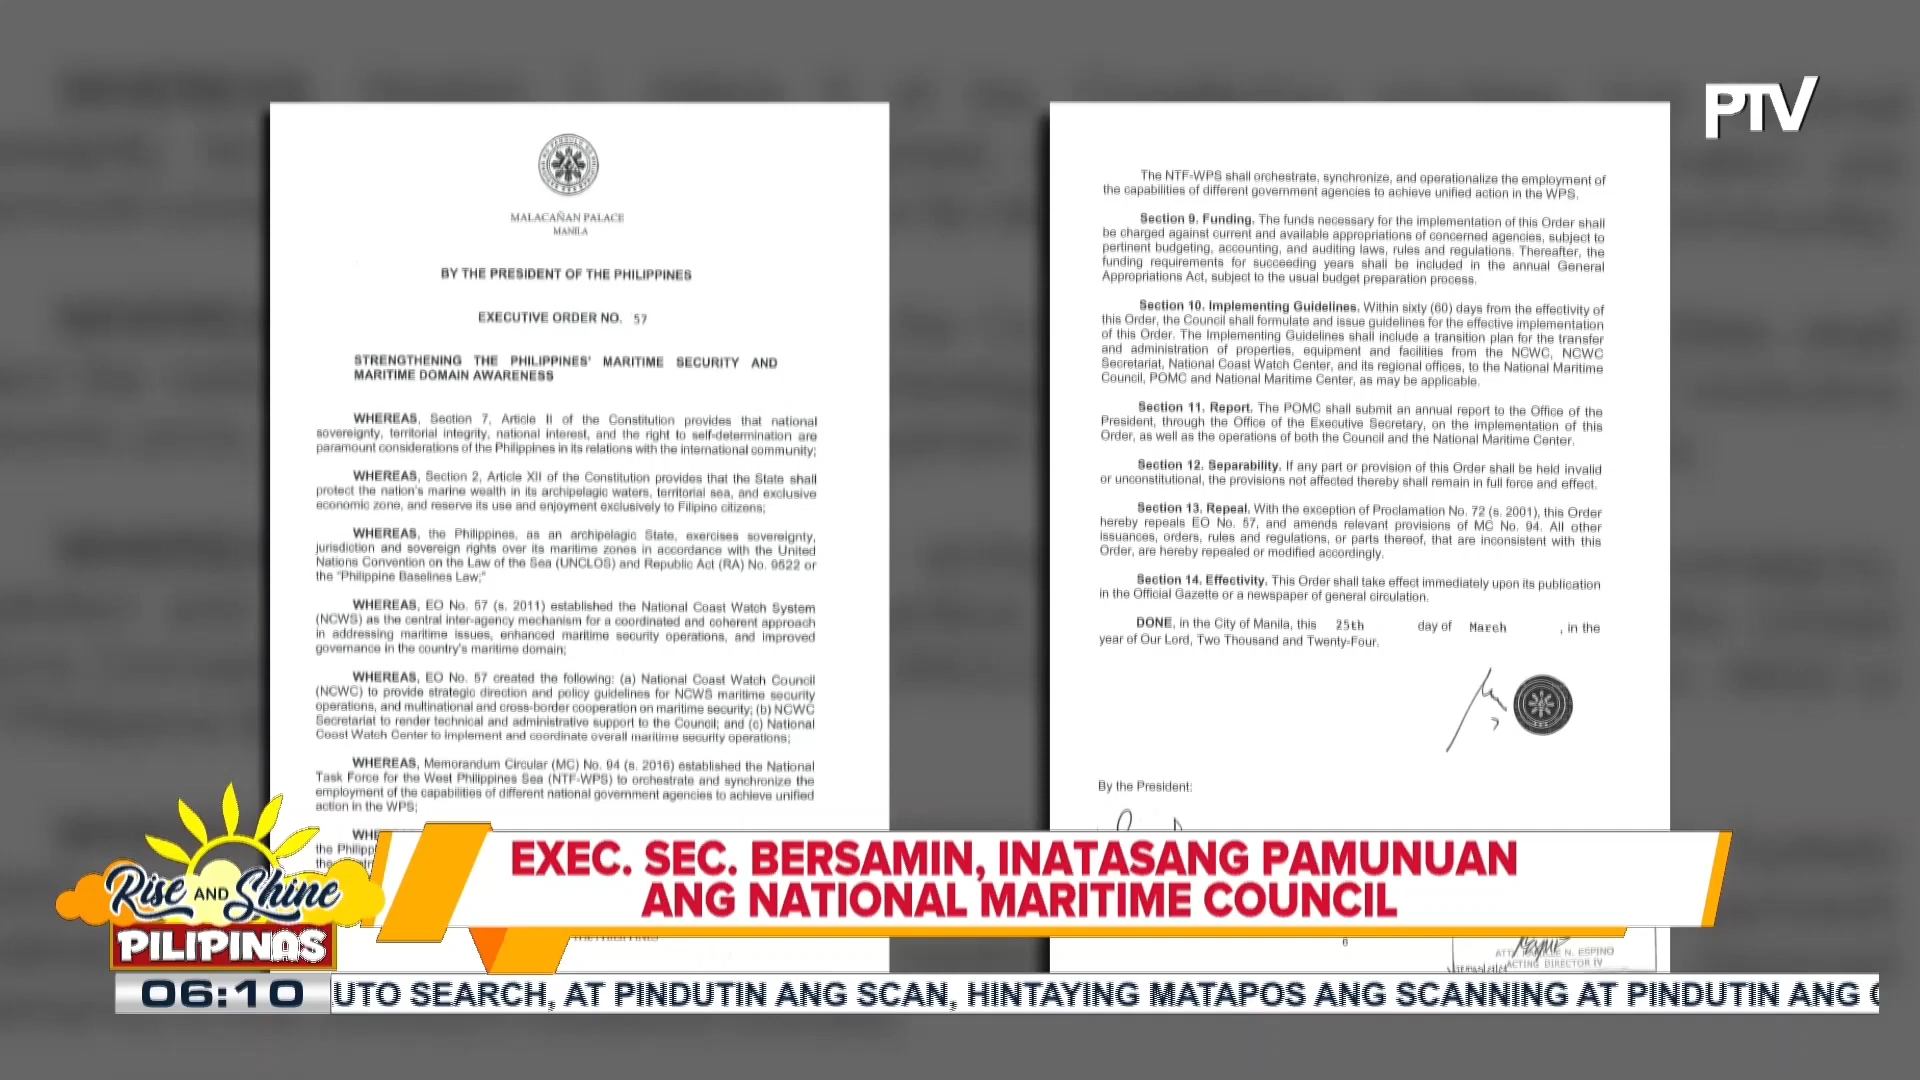 PTV
MALACAÑAN PALACE
MANILA
BY THE PRESIDENT OF THE PHILIPPINES
EXECUTIVE ORDER NO. 57
STRENGTHENING THE PHILIPPINES' MARITIME SECURITY AND
MARITIME DOMAIN AWARENESS
WHEREAS, Section 7, Article II of the Constitution provides that national
sovereignty, territorial integrity, national interest, and the right to self-determination are
paramount considerations of the Philippines in its relations with the international community;
WHEREAS, Section 2, Article XII of the Constitution provides that the State shall
protect the nation's marine wealth in its archipelagic waters, territorial sea, and exclusive
economic zone, and reserve its use and enjoyment exclusively to Filipino citizens;
WHEREAS, the Philippines, as an archipelagic State, exercises sovereignty,
jurisdiction and sovereign rights over its maritime zones in accordance with the United
Nations Convention on the Law of the Sea (UNCLOS) and Republic Act (RA) No. 9522 or
the "Philippine Baselines Law;"
WHEREAS, EO No. 57 (s. 2011) established the National Coast Watch System
(NCWS) as the central inter-agency mechanism for a coordinated and coherent approach
in addressing maritime issues, enhanced maritime security operations, and improved
governance in the country's maritime domain;
WHEREAS, EO No. 57 created the following: (a) National Coast Watch Council
(NCWC) to provide strategic direction and policy guidelines for NCWS maritime security
operations, and multinational and cross-border cooperation on maritime security; (b) NCWC
Secretariat to render technical and administrative support to the Council; and (c) National
Coast Watch Center to implement and coordinate overall maritime security operations;
WHEREAS, Memorandum Circular (MC) No. 94 (s. 2016) established the National
Task Force for the West Philippines Sea (NTF-WPS) to orchestrate and synchronize the
employment of the capabilities of different national government agencies to achieve unified
action in the WPS;
The NTF-WPS shall orchestrate, synchronize, and operationalize the employment of
the capabilities of different government agencies to achieve unified action in the WPS.
Section 9. Funding. The funds necessary for the implementation of this Order shall
be charged against current and available appropriations of concerned agencies, subject to
pertinent budgeting, accounting, and auditing laws, rules and regulations. Thereafter, the
funding requirements for succeeding years shall be included in the annual General
Appropriations Act, subject to the usual budget preparation process.
Section 10. Implementing Guidelines. Within sixty (60) days from the effectivity of
this Order, the Council shall formulate and issue guidelines for the effective implementation
of this Order. The Implementing Guidelines shall include a transition plan for the transfer
and administration of properties, equipment and facilities from the NCWC, NCWC
Secretariat, National Coast Watch Center, and its regional offices, to the National Maritime
Council, POMC and National Maritime Center, as may be applicable.
Section 11. Report. The POMC shall submit an annual report to the Office of the
President, through the Office of the Executive Secretary, on the implementation of this
Order, as well as the operations of both the Council and the National Maritime Center.
Section 12. Separability. If any part or provision of this Order shall be held invalid
or unconstitutional, the provisions not affected thereby shall remain in full force and effect.
Section 13. Repeal. With the exception of Proclamation No. 72 (s. 2001), this Order
hereby repeals EO No. 57, and amends relevant provisions of MC No. 94. All other
issuances, orders, rules and regulations, or parts thereof, that are inconsistent with this
Order, are hereby repealed or modified accordingly.
Section 14. Effectivity. This Order shall take effect immediately upon its publication
in the Official Gazette or a newspaper of general circulation.
DONE, in the City of Manila, this 25th day of March , in the
year of Our Lord, Two Thousand and Twenty-Four.
By the President:
6
N. ESPINO
ACTING DIRECTOR IV
EXEC. SEC. BERSAMIN, INATASANG PAMUNUAN
ANG NATIONAL MARITIME COUNCIL
Rise AND Shine
PILIPINAS
06:10
UTO SEARCH, AT PINDUTIN ANG SCAN, HINTAYING MATAPOS ANG SCANNING AT PINDUTIN ANG